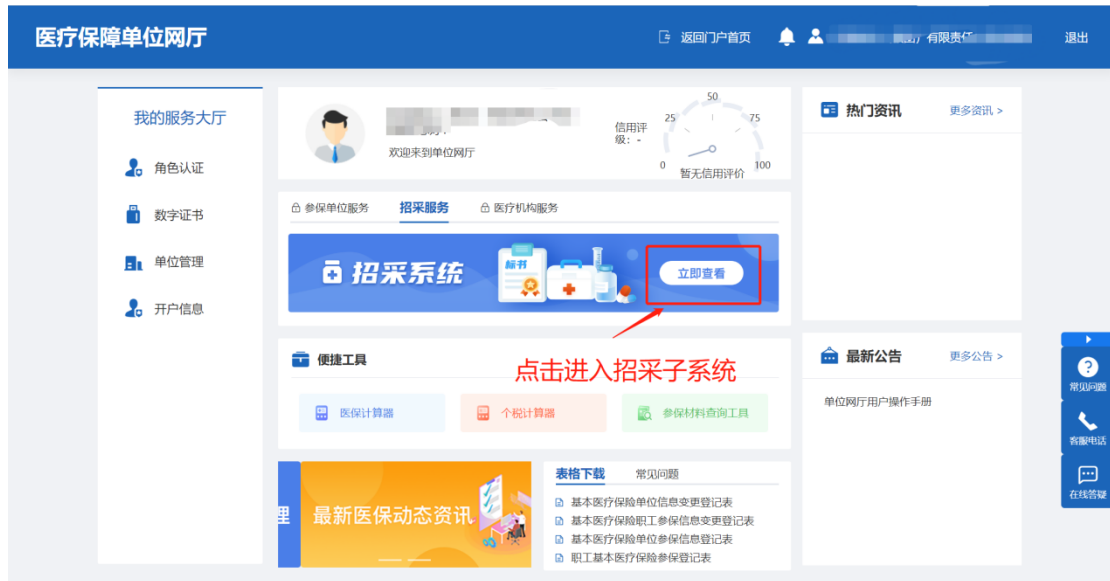 医疗保障单位网厅
返回门户首页
有限责任
退出
我的服务大厅
角色认证
数字证书
单位管理
开户信息
欢迎来到单位网厅
信用评
级：-
0
25
50
75
100
暂无信用评价
热门资讯
更多资讯 >
参保单位服务
招采服务
医疗机构服务
招采系统
标书
立即查看
点击进入招采子系统
便捷工具
医保计算器
个税计算器
参保材料查询工具
最新公告
更多公告 >
单位网厅用户操作手册
常见问题
客服电话
在线答疑
理
最新医保动态资讯
表格下载
常见问题
基本医疗保险单位信息变更登记表
基本医疗保险职工参保信息变更登记表
基本医疗保险单位参保信息登记表
职工基本医疗保险参保登记表